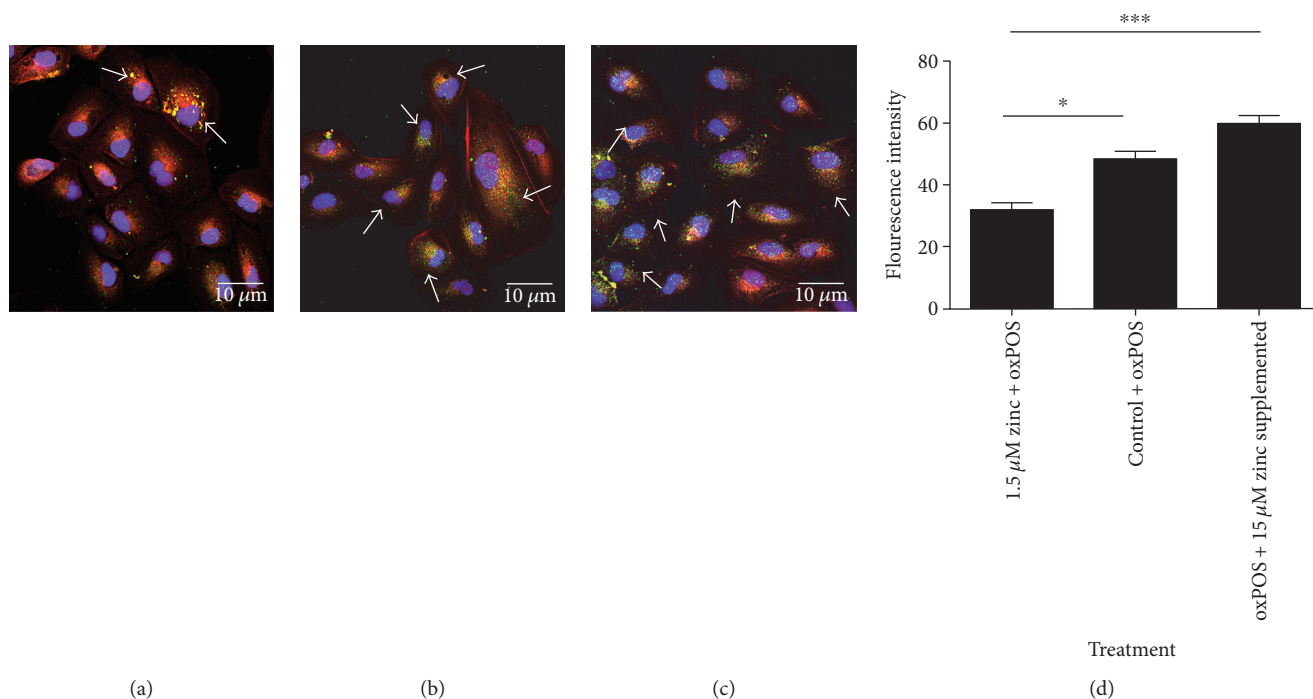 10 μm
10 μm
10 μm
***
*
80
60
40
20
0
Flourescence intensity
1.5 μM zinc + oxPOS
Control + oxPOS
oxPOS + 15 μM zinc supplemented
Treatment
(a)
(b)
(c)
(d)